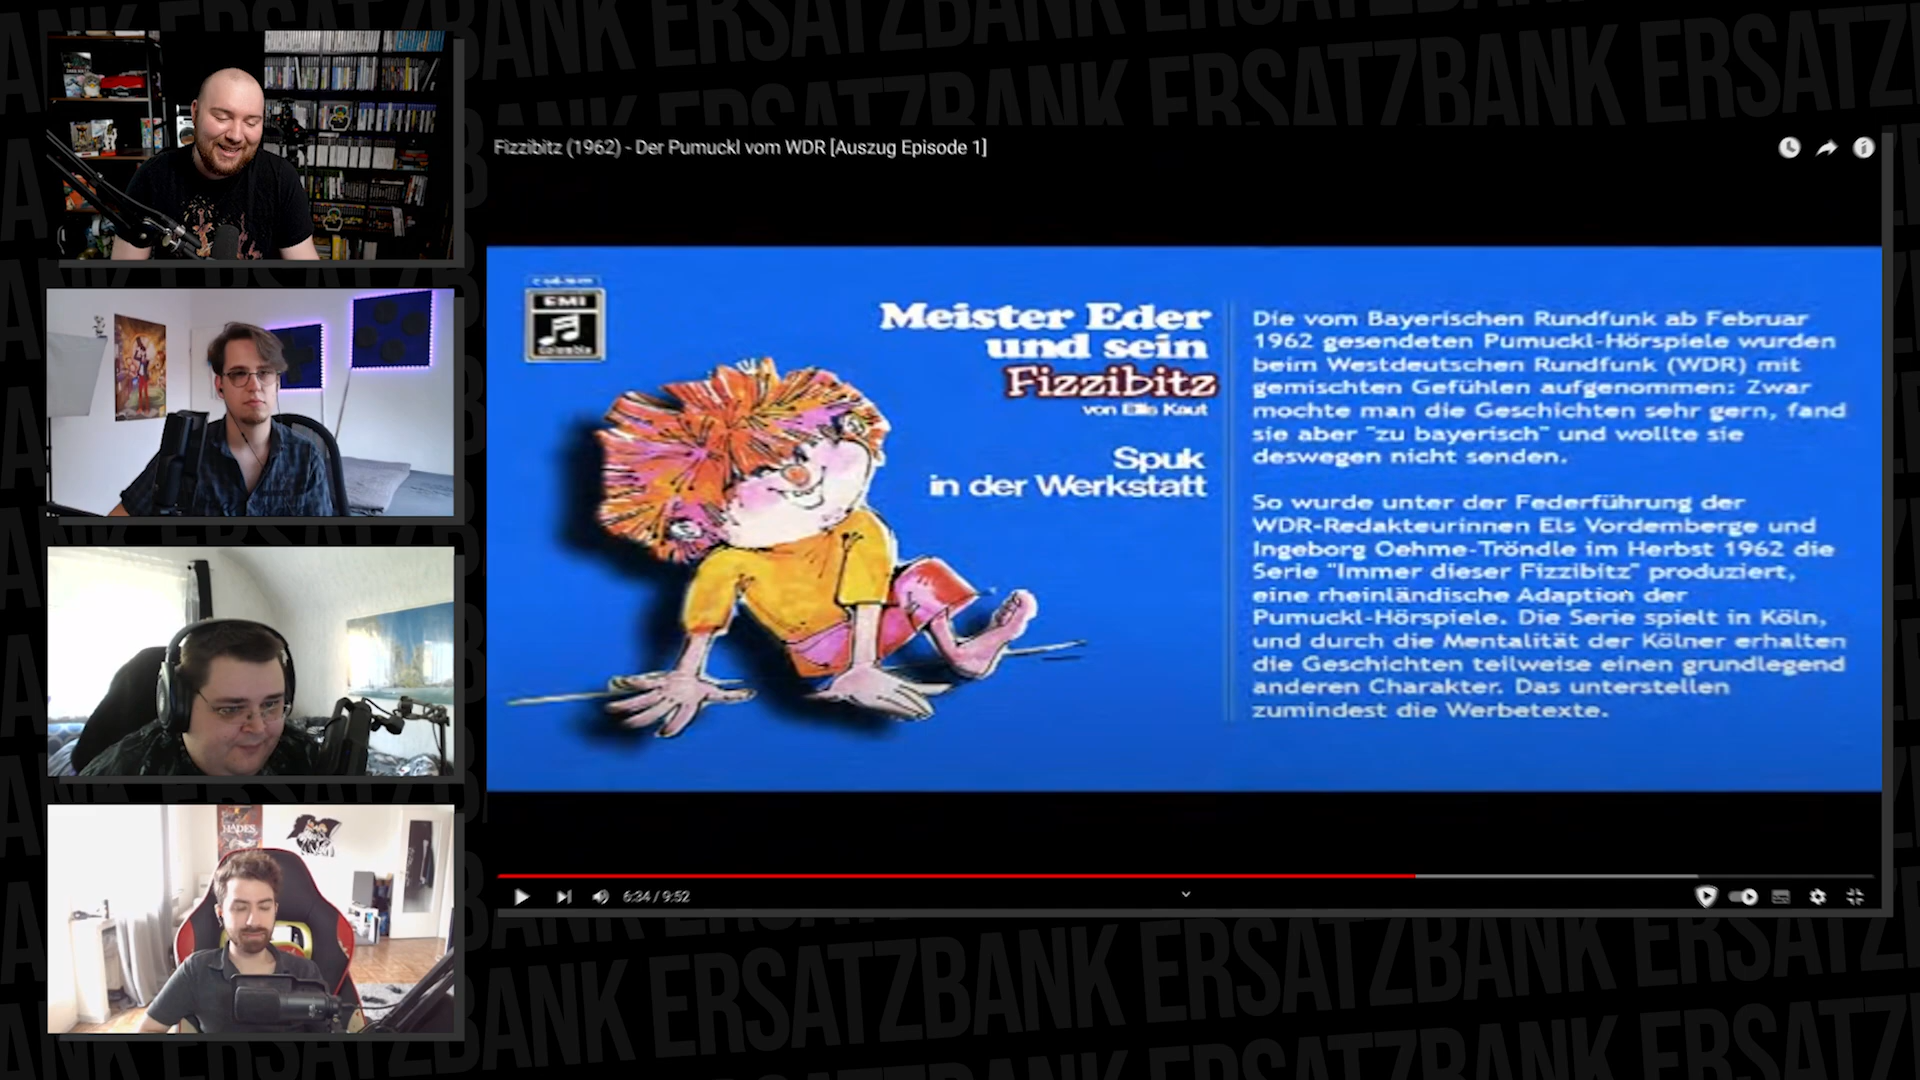 ERSATZBANK ERSATZBANK ERSATZBANK
Fizzibitz (1962) - Der Pumuckl vom WDR [Auszug Episode 1]
EMI
Columbia
Meister Eder
und sein
Fizzibitz
von Ellis Kaut
Spuk
in der Werkstatt
Die vom Bayerischen Rundfunk ab Februar
1962 gesendeten Pumuckl-Hörspiele wurden
beim Westdeutschen Rundfunk (WDR) mit
gemischten Gefühlen aufgenommen: Zwar
mochte man die Geschichten sehr gern, fand
sie aber "zu bayerisch" und wollte sie
deswegen nicht senden.
So wurde unter der Federführung der
WDR-Redakteurinnen Els Vordemberge und
Ingeborg Oehme-Tröndle im Herbst 1962 die
Serie "Immer dieser Fizzibitz" produziert,
eine rheinländische Adaption der
Pumuckl-Hörspiele. Die Serie spielt in Köln,
und durch die Mentalität der Kölner erhalten
die Geschichten teilweise einen grundlegend
anderen Charakter. Das unterstellen
zumindest die Werbetexte.
HADES
6:34 / 9:52
ERSATZBANK ERSATZBANK ERSATZBANK